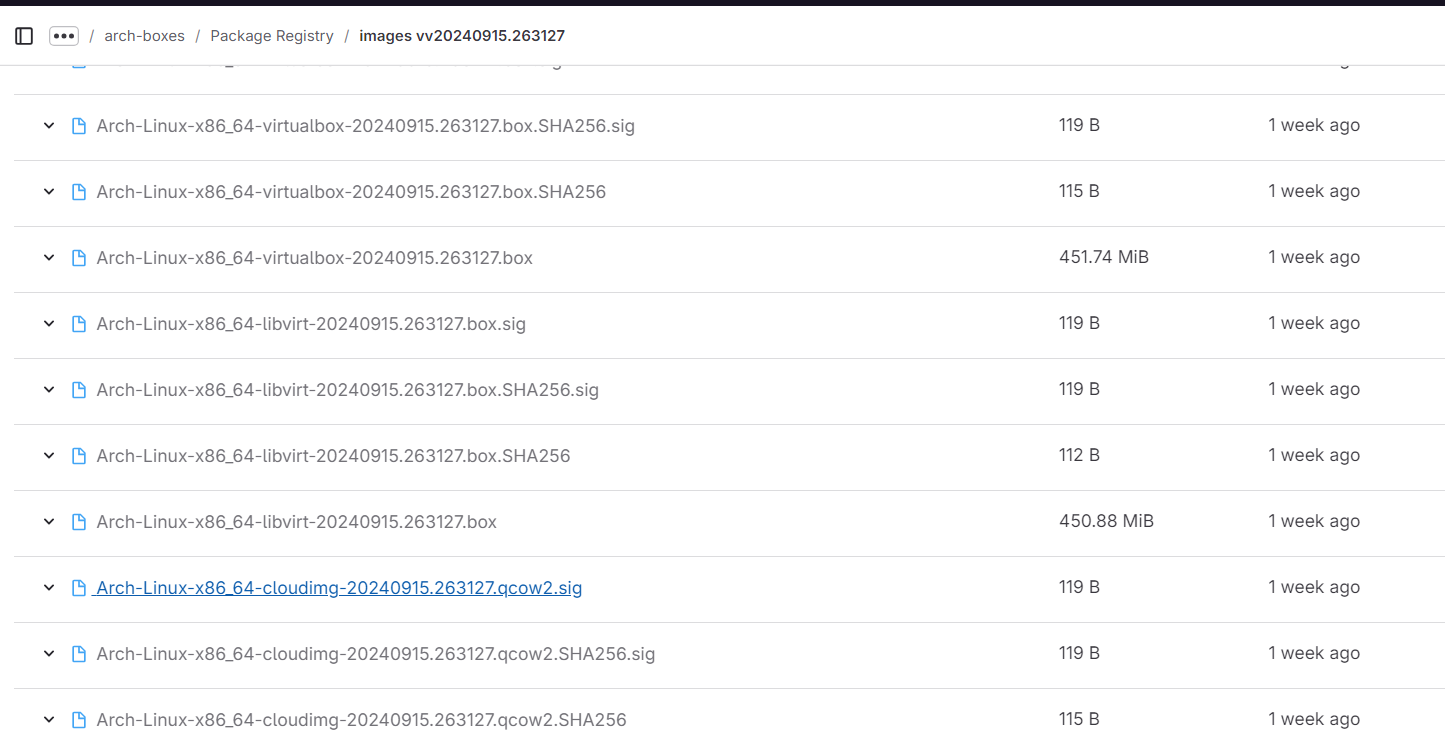 ••• / arch-boxes / Package Registry / images vv20240915.263127
Arch-Linux-x86_64-virtualbox-20240915.263127.box.SHA256.sig 119 B 1 week ago
Arch-Linux-x86_64-virtualbox-20240915.263127.box.SHA256 115 B 1 week ago
Arch-Linux-x86_64-virtualbox-20240915.263127.box 451.74 MiB 1 week ago
Arch-Linux-x86_64-libvirt-20240915.263127.box.sig 119 B 1 week ago
Arch-Linux-x86_64-libvirt-20240915.263127.box.SHA256.sig 119 B 1 week ago
Arch-Linux-x86_64-libvirt-20240915.263127.box.SHA256 112 B 1 week ago
Arch-Linux-x86_64-libvirt-20240915.263127.box 450.88 MiB 1 week ago
Arch-Linux-x86_64-cloudimg-20240915.263127.qcow2.sig 119 B 1 week ago
Arch-Linux-x86_64-cloudimg-20240915.263127.qcow2.SHA256.sig 119 B 1 week ago
Arch-Linux-x86_64-cloudimg-20240915.263127.qcow2.SHA256 115 B 1 week ago